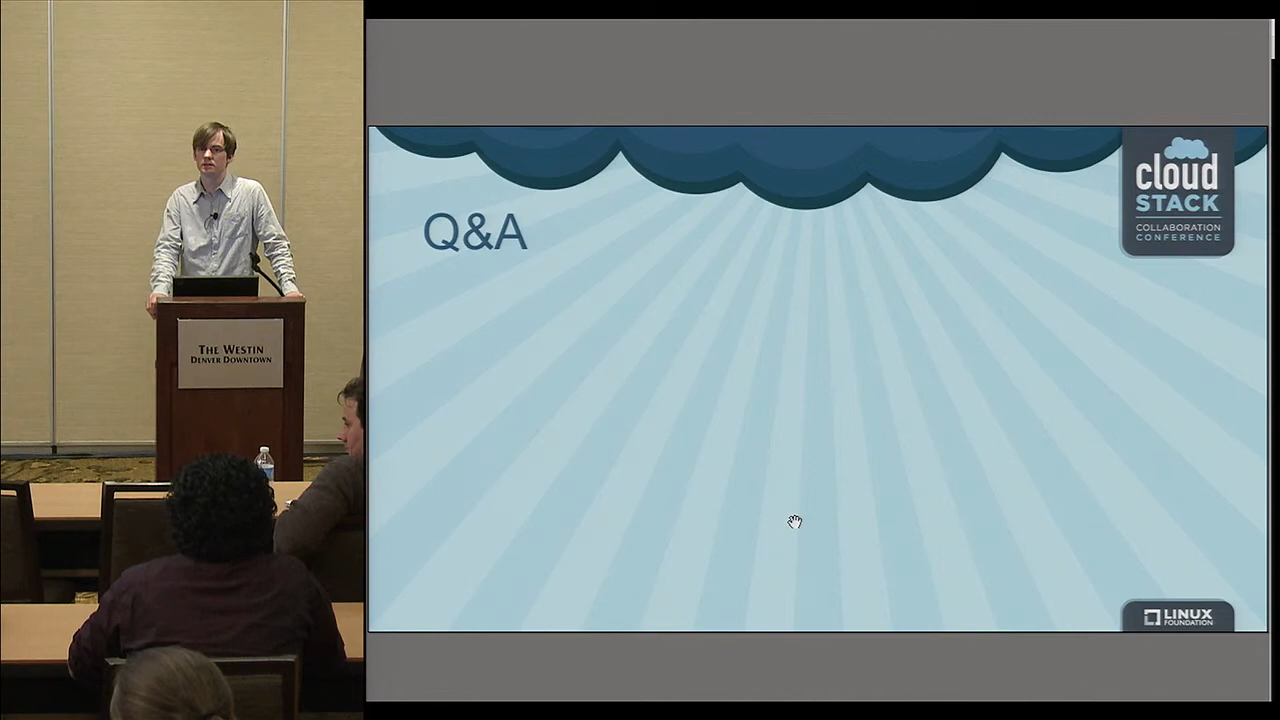 THE WESTIN
DENVER DOWNTOWN
Q&A
cloud
STACK
COLLABORATION
CONFERENCE
LINUX
FOUNDATION